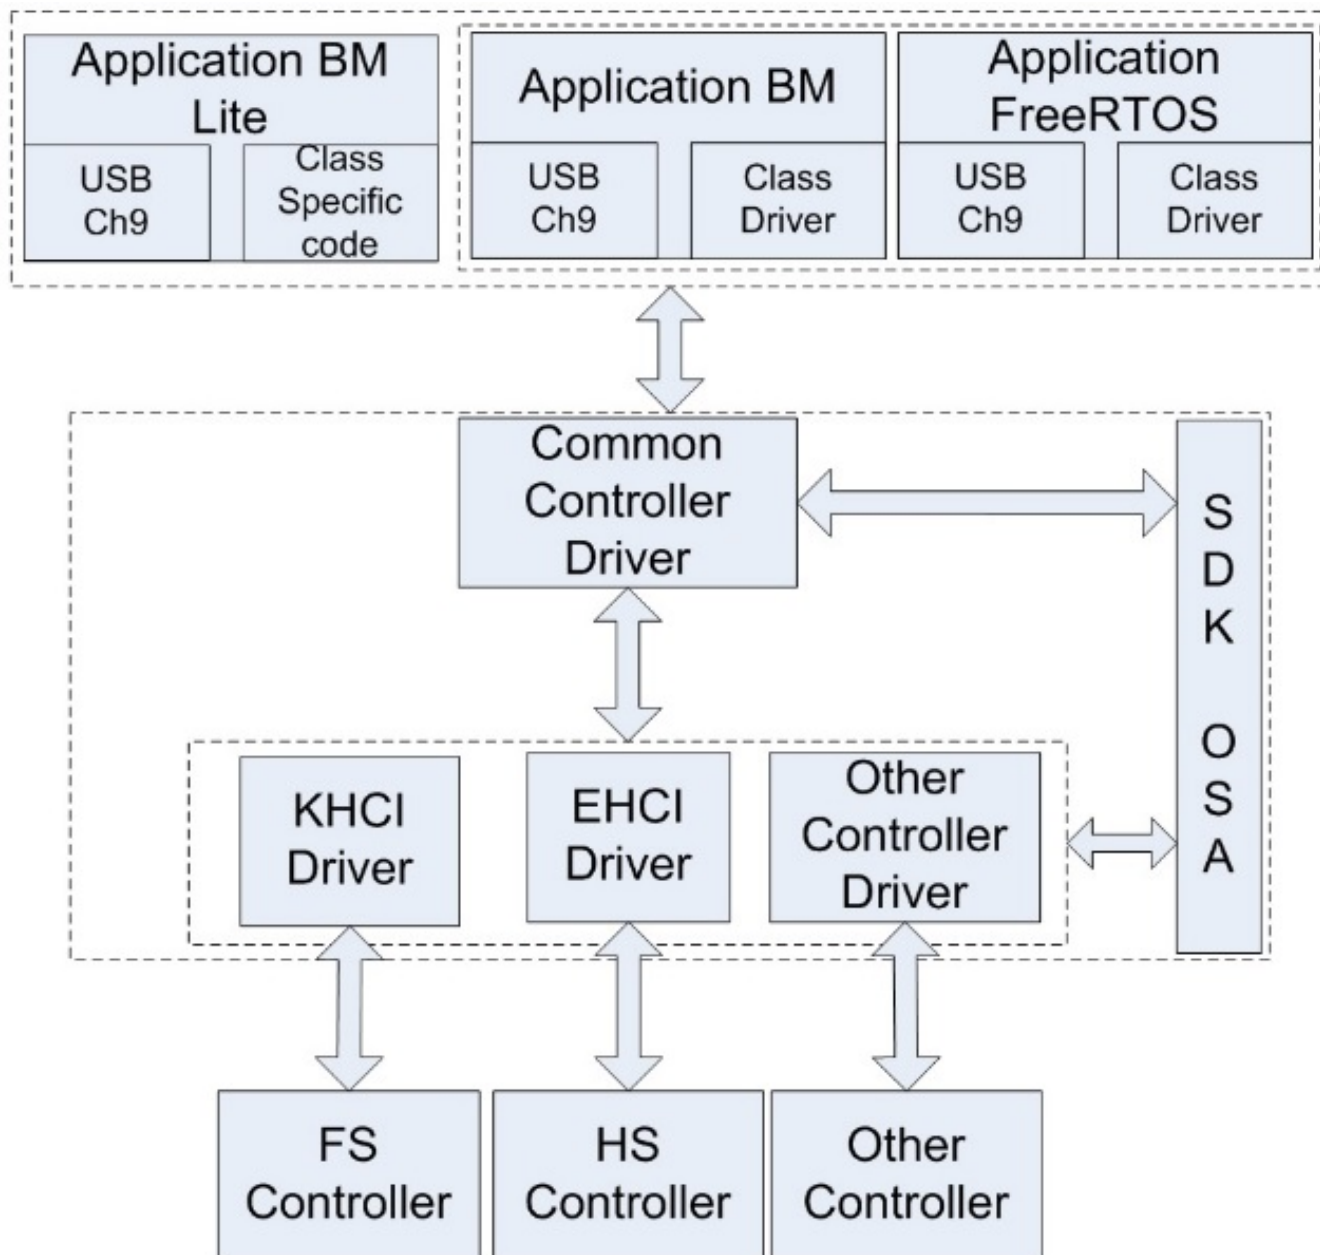 Application BM
Lite
USB
Ch9
Class
Specific
code
Application BM
USB
Ch9
Class
Driver
Application
FreeRTOS
USB
Ch9
Class
Driver
Common
Controller
Driver
S
D
K
O
S
A
KHCI
Driver
EHCI
Driver
Other
Controller
Driver
FS
Controller
HS
Controller
Other
Controller